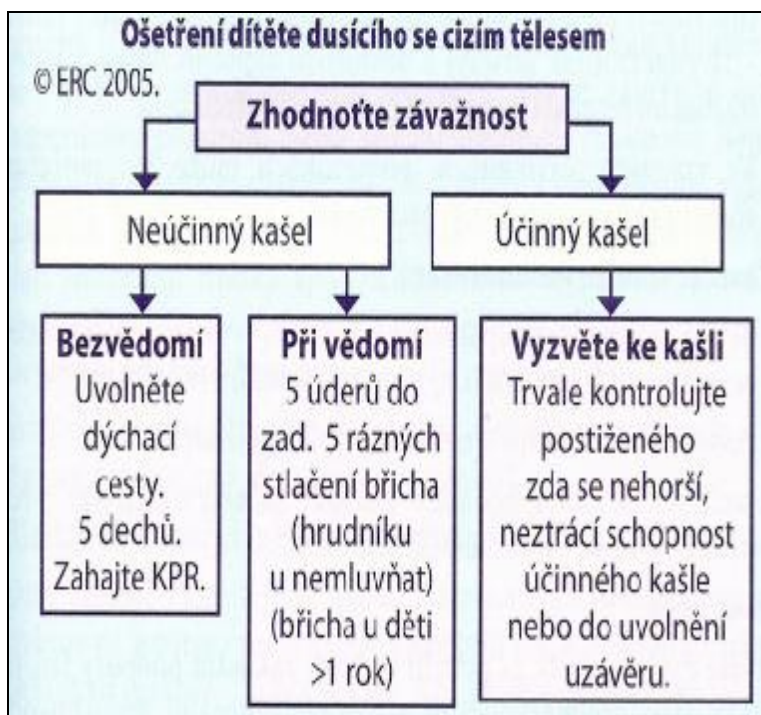 Ošetření dítěte dusícího se cizím tělesem
© ERC 2005.
Zhodnoťte závažnost
Neúčinný kašel
Účinný kašel
Bezvědomí
Uvolněte
dýchací
cesty.
5 dechů.
Zahajte KPR.
Při vědomí
5 úderů do
zad. 5 rázných
stlačení břicha
(hrudníku
u nemluvňat)
(břicha u děti
>1 rok)
Vyzvěte ke kašli
Trvale kontrolujte
postiženého
zda se nehorší,
neztrácí schopnost
účinného kašle
nebo do uvolnění
uzávěru.